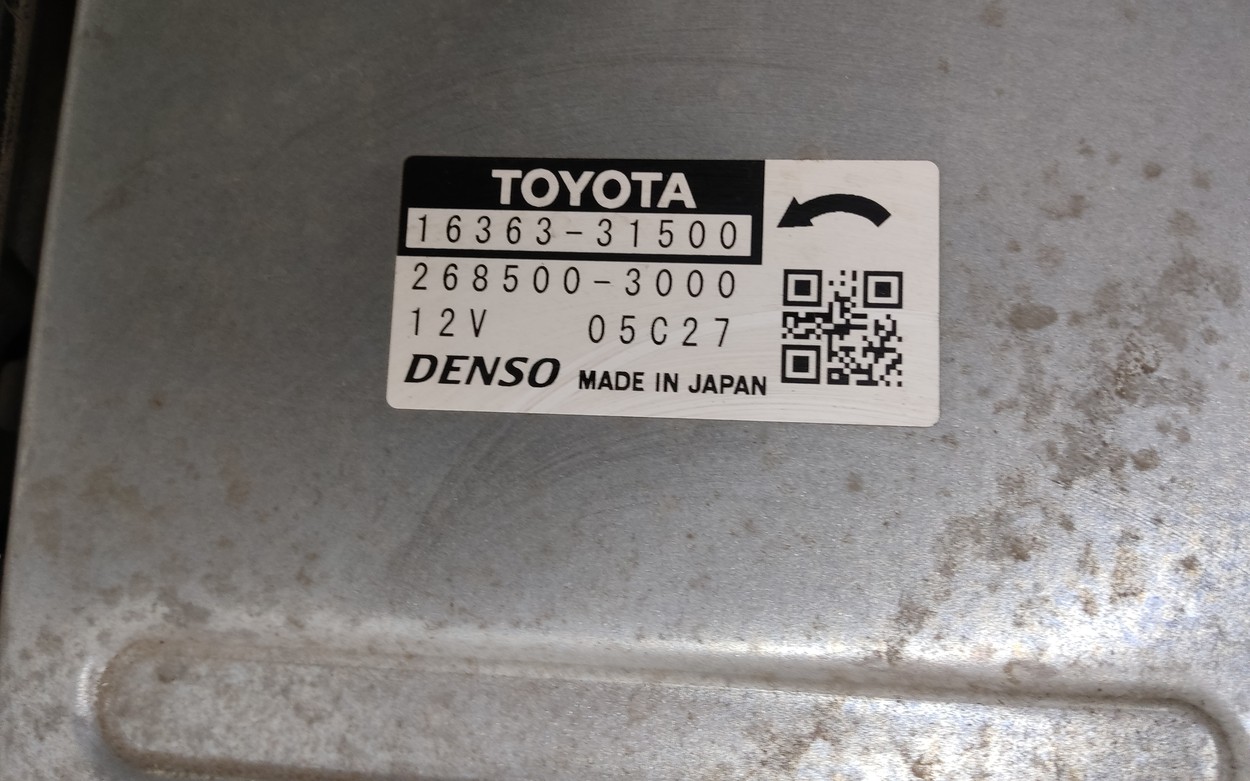 TOYOTA
16363-31500
268500-3000
12V 05C27
DENSO MADE IN JAPAN